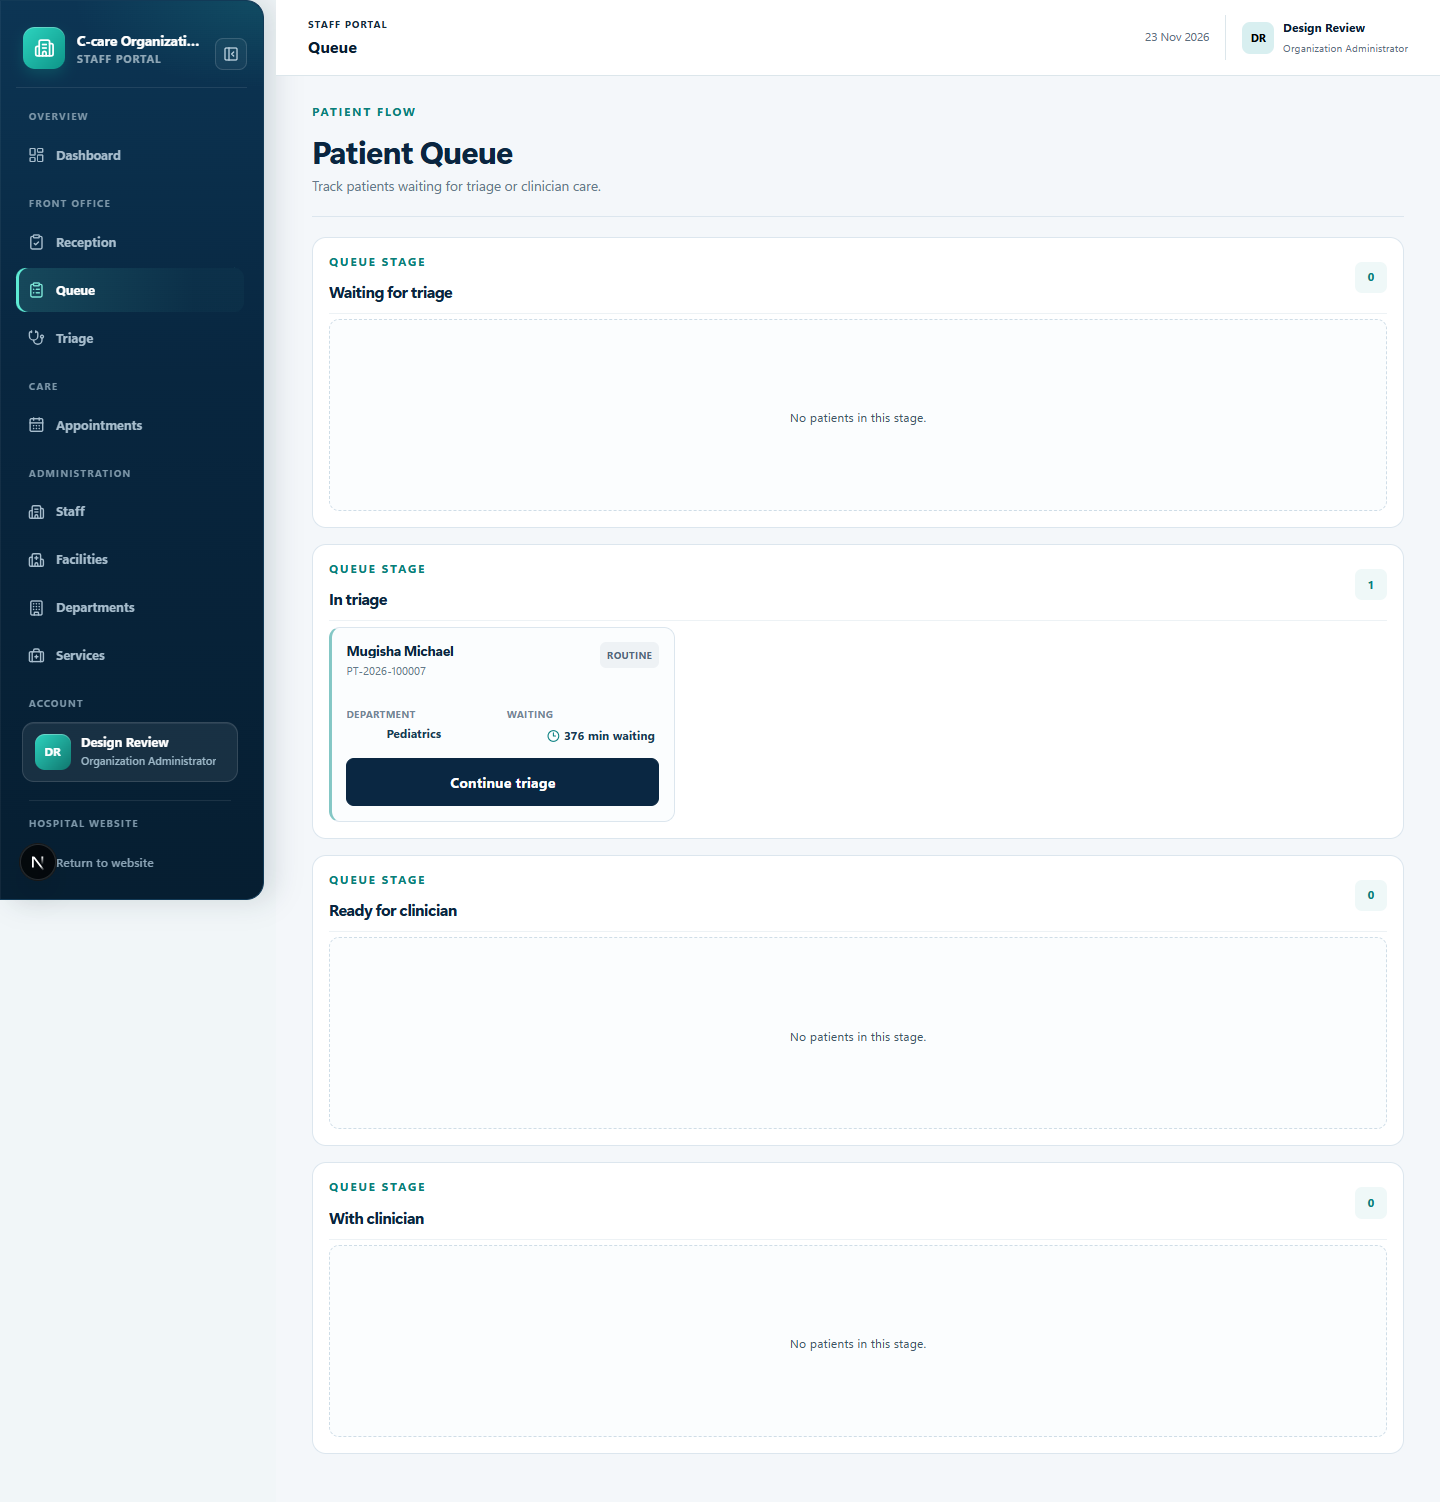 C-care Organizati...
STAFF PORTAL
OVERVIEW
Dashboard
FRONT OFFICE
Reception
Queue
Triage
CARE
Appointments
ADMINISTRATION
Staff
Facilities
Departments
Services
ACCOUNT
DR
Design Review
Organization Administrator
HOSPITAL WEBSITE
N
Return to website
STAFF PORTAL
Queue
23 Nov 2026
DR
Design Review
Organization Administrator
PATIENT FLOW
Patient Queue
Track patients waiting for triage or clinician care.
QUEUE STAGE
Waiting for triage
0
No patients in this stage.
QUEUE STAGE
In triage
1
Mugisha Michael
PT-2026-100007
ROUTINE
DEPARTMENT
Pediatrics
WAITING
376 min waiting
Continue triage
QUEUE STAGE
Ready for clinician
0
No patients in this stage.
QUEUE STAGE
With clinician
0
No patients in this stage.